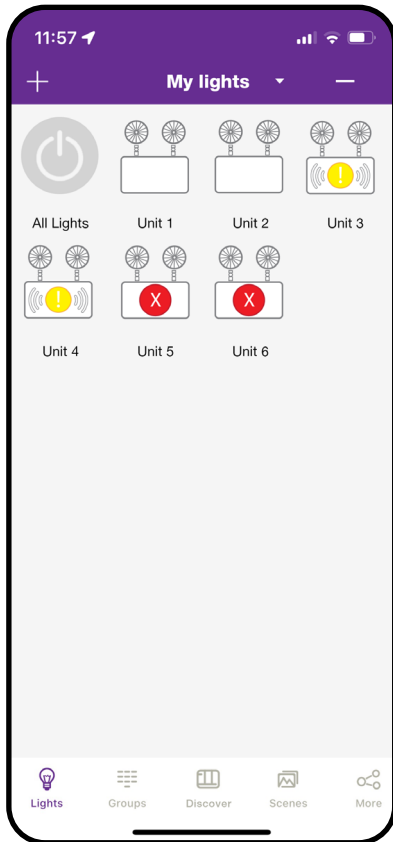 11:57
My lights
All Lights Unit 1 Unit 2 Unit 3
!
! X X
Unit 4 Unit 5 Unit 6
Lights Groups Discover Scenes More